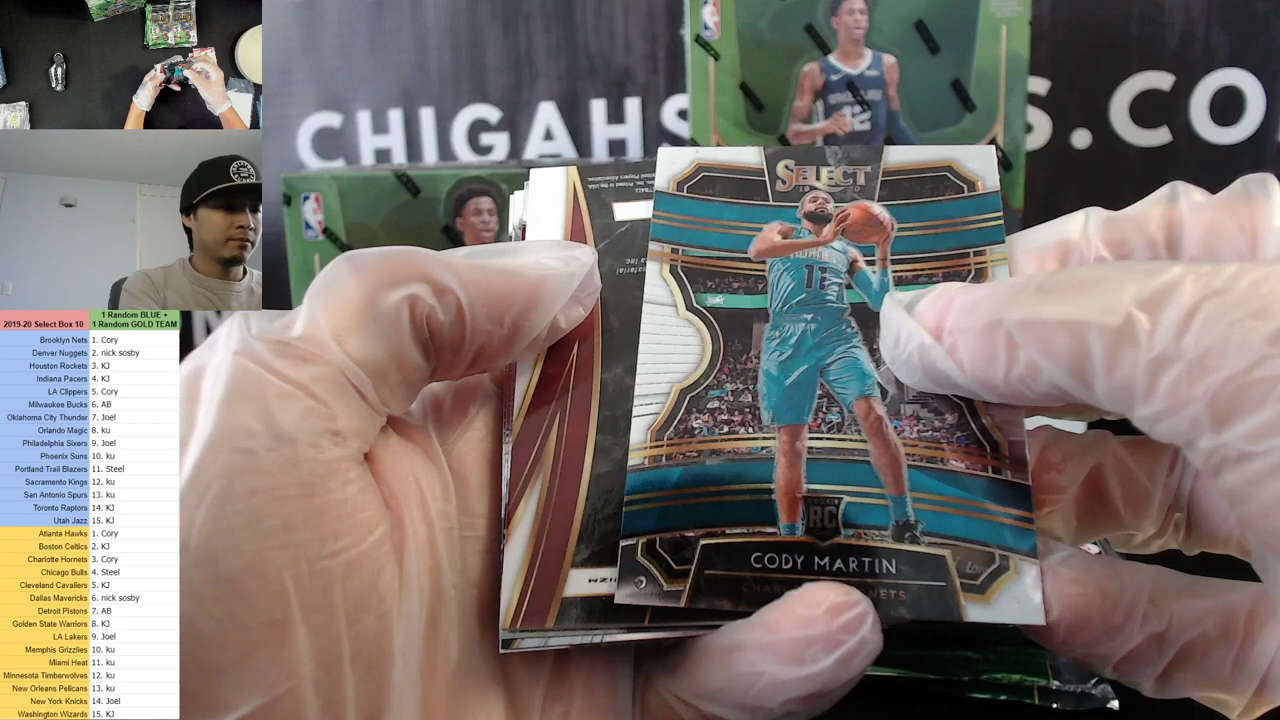 CHIGAHS
S.CO
SELECT
11
12
ROOKIE
RC
CODY MARTIN
2019-20 Select Box 10
1 Random BLUE +
1 Random GOLD TEAM
Brooklyn Nets 1. Cory
Denver Nuggets 2. nick sosby
Houston Rockets 3. KJ
Indiana Pacers 4. KJ
LA Clippers 5. Cory
Milwaukee Bucks 6. AB
Oklahoma City Thunder 7. Joel
Orlando Magic 8. ku
Philadelphia Sixers 9. Joel
Phoenix Suns 10. ku
Portland Trail Blazers 11. Steel
Sacramento Kings 12. ku
San Antonio Spurs 13. ku
Toronto Raptors 14. KJ
Utah Jazz 15. KJ
Atlanta Hawks 1. Cory
Boston Celtics 2. KJ
Charlotte Hornets 3. Cory
Chicago Bulls 4. Steel
Cleveland Cavaliers 5. KJ
Dallas Mavericks 6. nick sosby
Detroit Pistons 7. AB
Golden State Warriors 8. KJ
LA Lakers 9. Joel
Memphis Grizzlies 10. ku
Miami Heat 11. ku
Minnesota Timberwolves 12. ku
New Orleans Pelicans 13. ku
New York Knicks 14. Joel
Washington Wizards 15. KJ